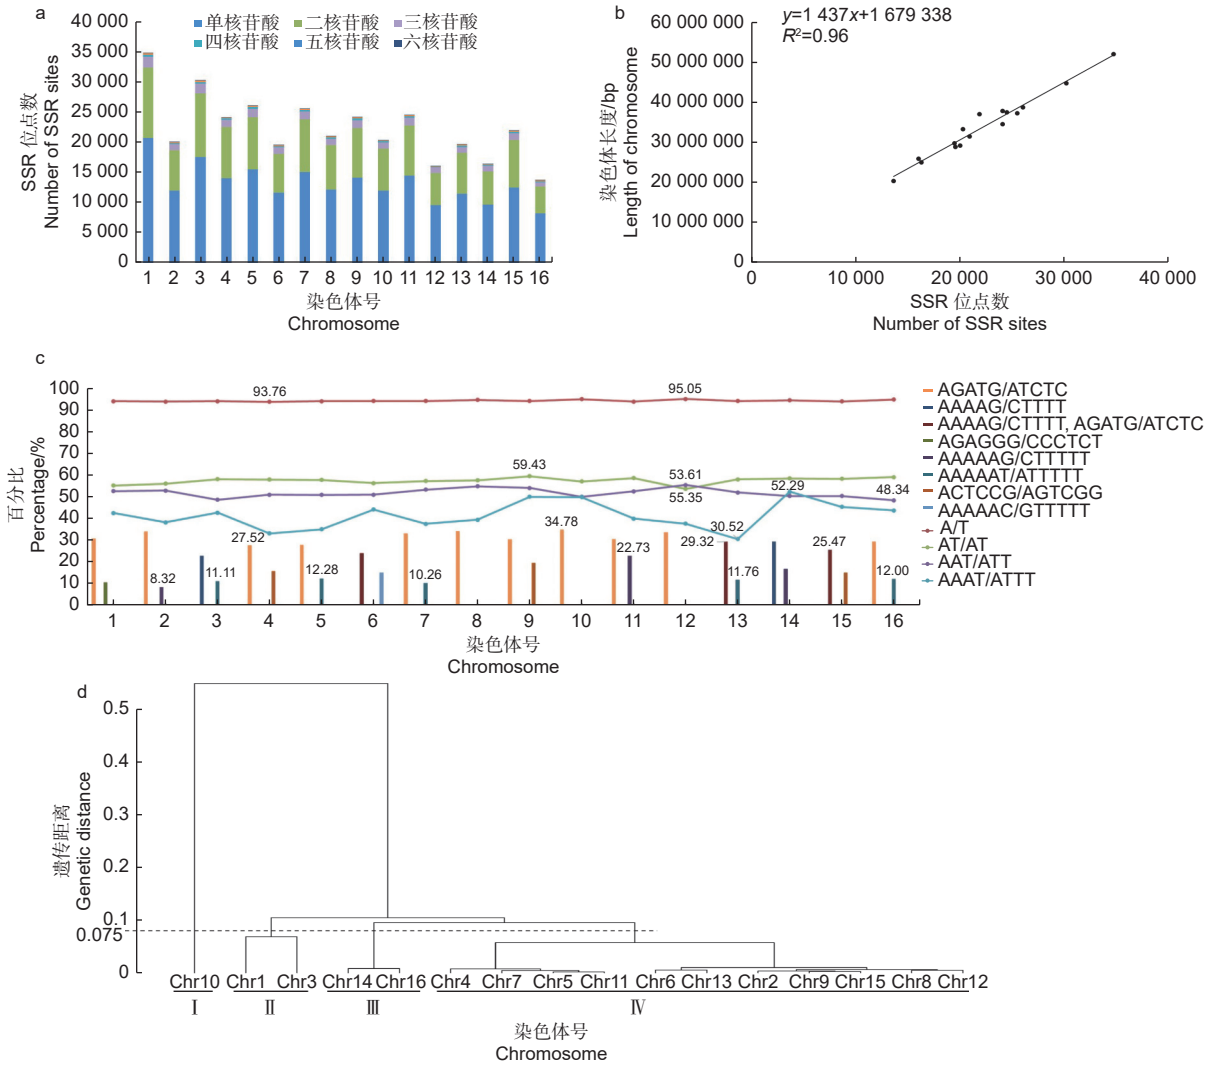 a
40 000
35 000
30 000
25 000
20 000
15 000
10 000
5 000
0
SSR 位点数
Number of SSR sites
单核苷酸 二核苷酸 三核苷酸
四核苷酸 五核苷酸 六核苷酸
1 2 3 4 5 6 7 8 9 10 11 12 13 14 15 16
染色体号
Chromosome
b
y=1 437x+1 679 338
R²=0.96
60 000 000
50 000 000
40 000 000
30 000 000
20 000 000
10 000 000
0
染色体长度/bp
Length of chromosome
0 10 000 20 000 30 000 40 000
SSR 位点数
Number of SSR sites
c
100
90
80
70
60
50
40
30
20
10
0
百分比
Percentage/%
93.76 95.05
59.43 53.61
55.35 52.29 48.34
27.52 34.78 29.32 30.52
22.73 25.47
8.32 11.11 12.28 10.26 11.76 12.00
1 2 3 4 5 6 7 8 9 10 11 12 13 14 15 16
染色体号
Chromosome
AGATG/ATCTC
AAAAG/CTTTT
AAAAG/CTTTT, AGATG/ATCTC
AGAGGG/CCCTCT
AAAAAG/CTTTTT
AAAAAT/ATTTTT
ACTCCG/AGTCGG
AAAAAC/GTTTTT
A/T
AT/AT
AAT/ATT
AAAT/ATTT
d
0.5
0.4
0.3
0.2
0.1
0.075
0
遗传距离
Genetic distance
Chr10 Chr1 Chr3 Chr14 Chr16 Chr4 Chr7 Chr5 Chr11 Chr6 Chr13 Chr2 Chr9 Chr15 Chr8 Chr12
Ⅰ Ⅱ Ⅲ Ⅳ
染色体号
Chromosome